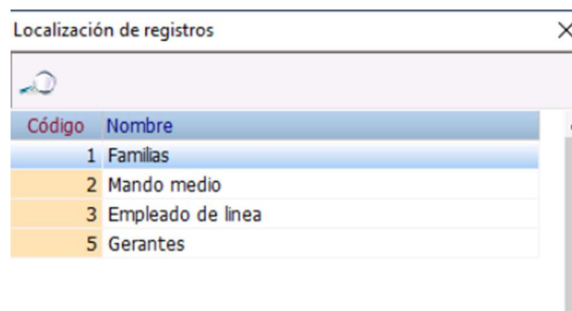 Localización de registros
Código Nombre
1 Familias
2 Mando medio
3 Empleado de linea
5 Gerantes